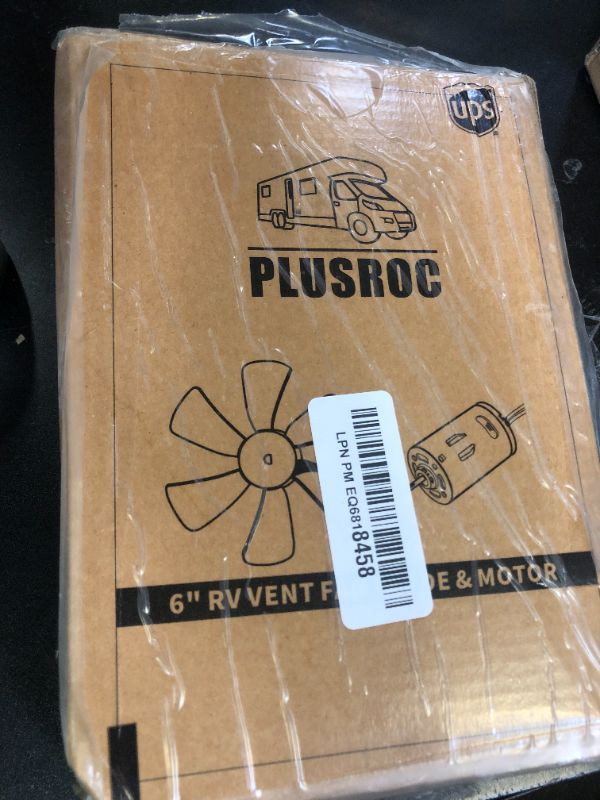 ups
PLUSROC
LPN PM EQ6818458
6" RV VENT & MOTOR